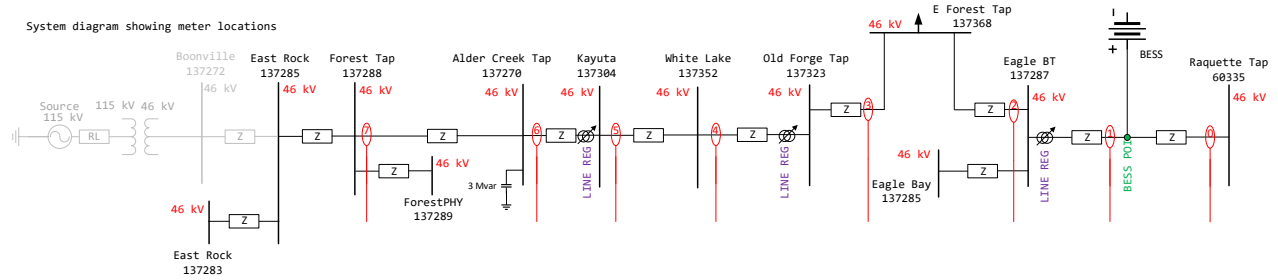 System diagram showing meter locations
Source
115 kV
RL
115 kV
46 kV
Boonville
137272
46 kV
Z
East Rock
137285
46 kV
46 kV
Z
East Rock
137283
Z
Forest Tap
137288
46 kV
7
Z
46 kV
ForestPHY
137289
Z
Alder Creek Tap
137270
46 kV
3 Mvar
6
Z
LINE REG
Kayuta
137304
46 kV
5
Z
White Lake
137352
46 kV
4
Z
LINE REG
Old Forge Tap
137323
46 kV
Z
3
46 kV
E Forest Tap
137368
Z
2
46 kV
Eagle Bay
137285
Z
Eagle BT
137287
46 kV
LINE REG
Z
1
BESS POI
BESS
+
-
Z
0
Raquette Tap
60335
46 kV